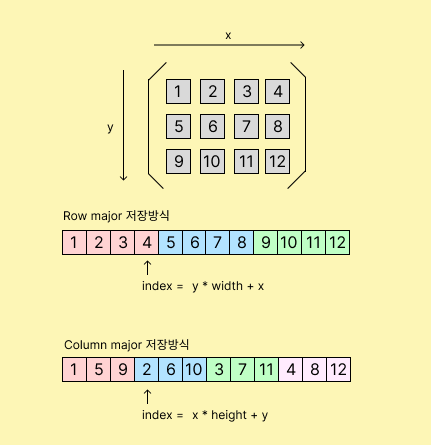 x
y
1 2 3 4
5 6 7 8
9 10 11 12
Row major 저장방식
1 2 3 4 5 6 7 8 9 10 11 12
index = y * width + x
Column major 저장방식
1 5 9 2 6 10 3 7 11 4 8 12
index = x * height + y